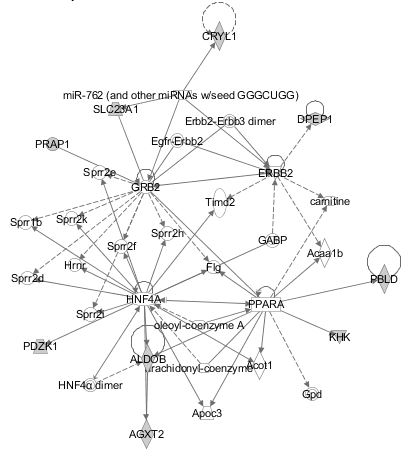 CRYL1
miR-762 (and other miRNAs w/seed GGGCUGG)
SLC23A1
Erbb2-Erbb3 dimer
DPEP1
PRAP1
Egfr-Erbb2
Sprr2e
GRB2
ERBB2
Timd2
carnitine
Sprr1b
Sprr2k
Sprr2h
Sprr2f
GABP
Acaa1b
Hrnr
Flg
Sprr2d
PBLD
HNF4A
PPARA
Sprr2i
oleoyl-coenzyme A
KHK
PDZK1
ALDOB
rachidonyl-coenzyme
Acot1
HNF4α dimer
Gpd
Apoc3
AGXT2